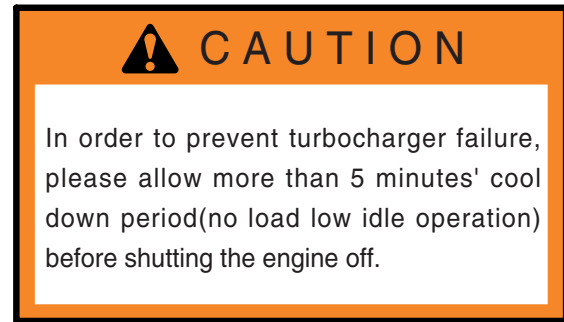 CAUTION
In order to prevent turbocharger failure,
please allow more than 5 minutes' cool
down period(no load low idle operation)
before shutting the engine off.